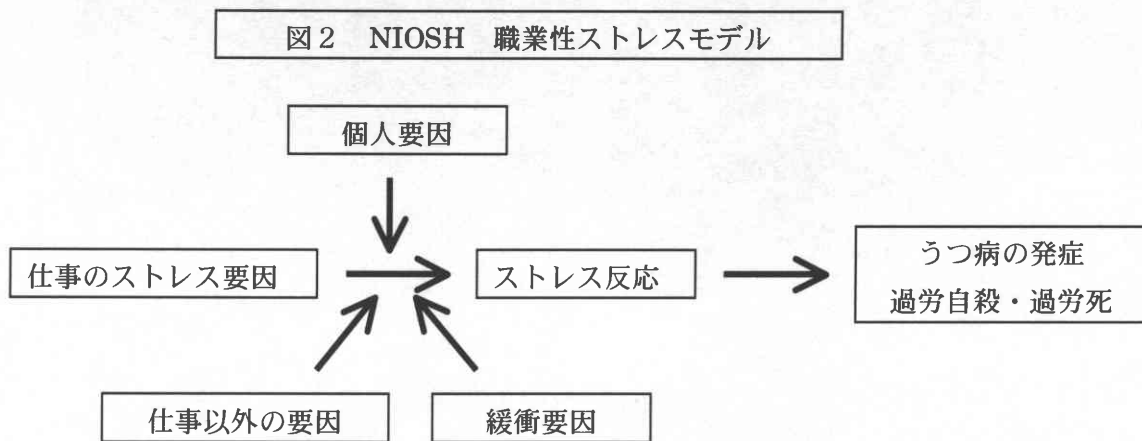 図２　NIOSH　職業性ストレスモデル
個人要因
仕事のストレス要因
ストレス反応
うつ病の発症
過労自殺・過労死
仕事以外の要因
緩衝要因